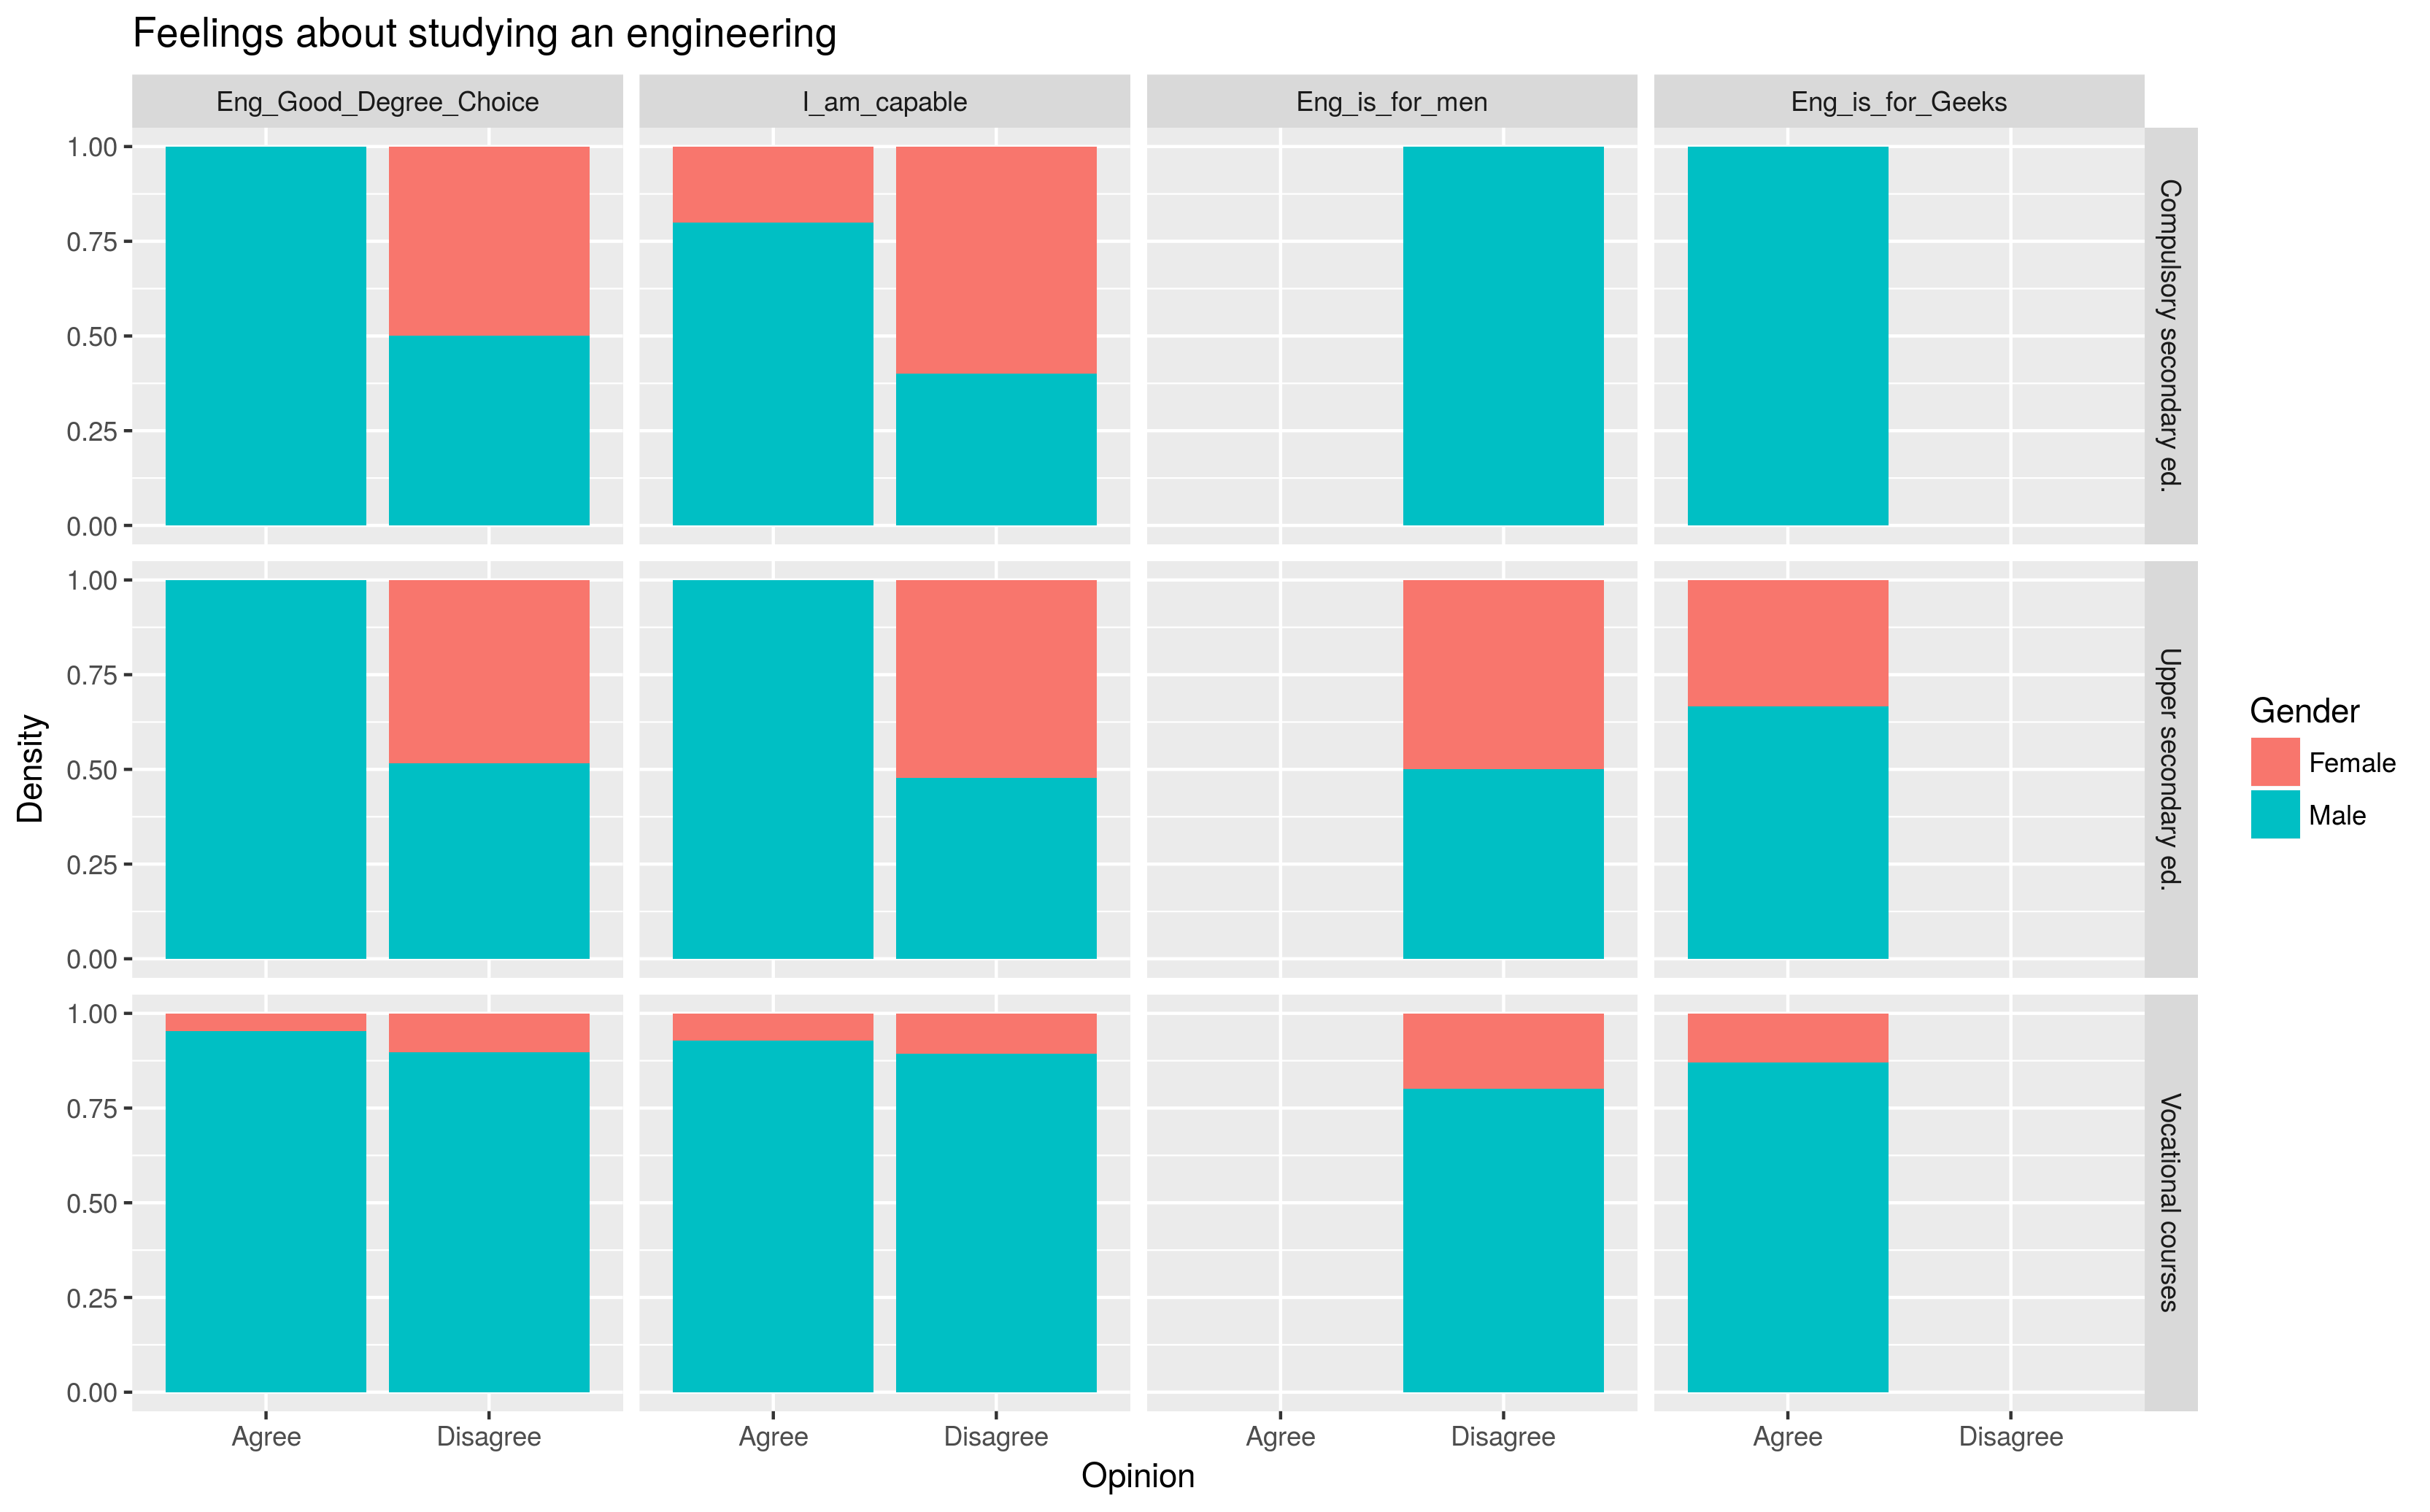 Feelings about studying an engineering
Eng_Good_Degree_Choice
I_am_capable
Eng_is_for_men
Eng_is_for_Geeks
1.00
0.75
0.50
0.25
0.00
Compulsory secondary ed.
1.00
0.75
0.50
0.25
0.00
Upper secondary ed.
1.00
0.75
0.50
0.25
0.00
Vocational courses
Density
Agree
Disagree
Agree
Disagree
Agree
Disagree
Agree
Disagree
Opinion
Gender
Female
Male